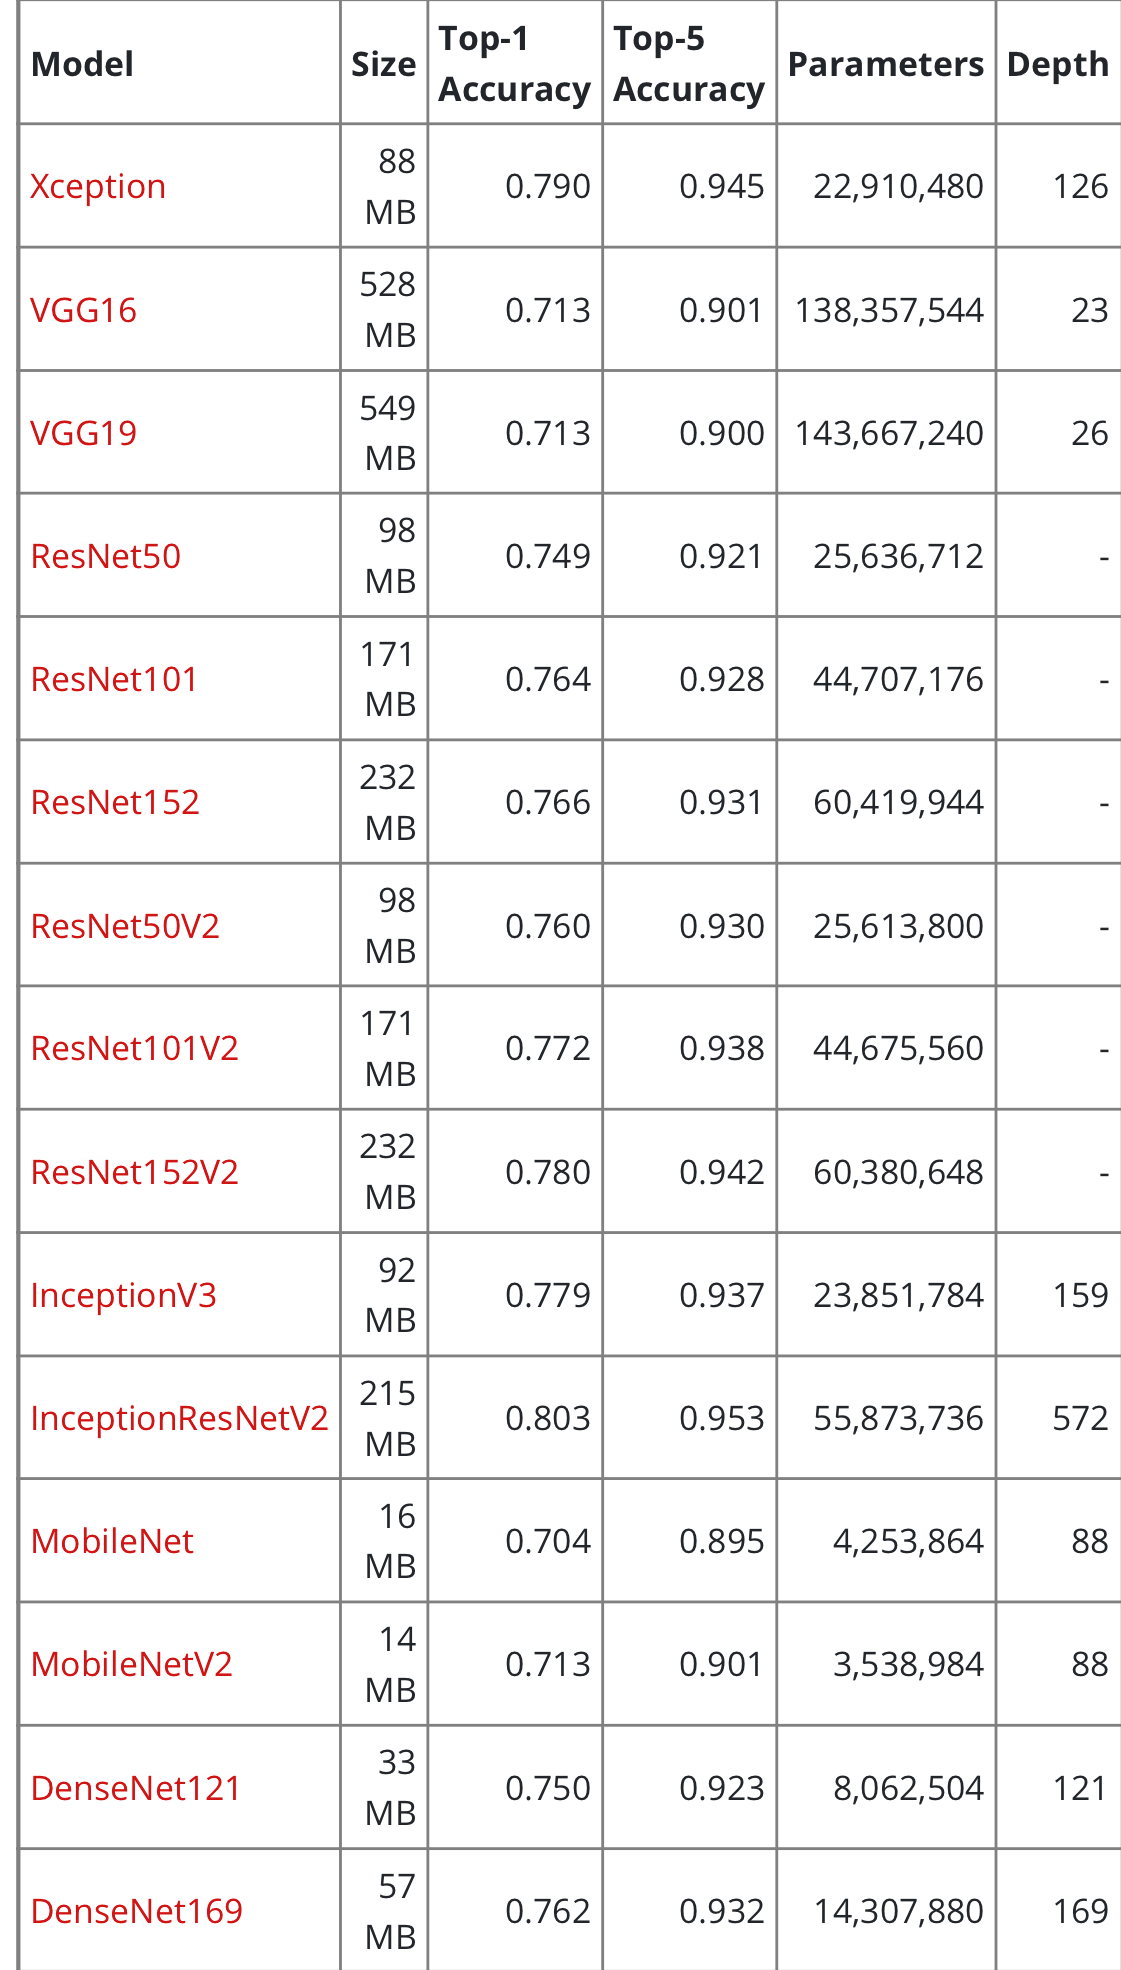 Model Size Top-1 Accuracy Top-5 Accuracy Parameters Depth
Xception 88 MB 0.790 0.945 22,910,480 126
VGG16 528 MB 0.713 0.901 138,357,544 23
VGG19 549 MB 0.713 0.900 143,667,240 26
ResNet50 98 MB 0.749 0.921 25,636,712 -
ResNet101 171 MB 0.764 0.928 44,707,176 -
ResNet152 232 MB 0.766 0.931 60,419,944 -
ResNet50V2 98 MB 0.760 0.930 25,613,800 -
ResNet101V2 171 MB 0.772 0.938 44,675,560 -
ResNet152V2 232 MB 0.780 0.942 60,380,648 -
InceptionV3 92 MB 0.779 0.937 23,851,784 159
InceptionResNetV2 215 MB 0.803 0.953 55,873,736 572
MobileNet 16 MB 0.704 0.895 4,253,864 88
MobileNetV2 14 MB 0.713 0.901 3,538,984 88
DenseNet121 33 MB 0.750 0.923 8,062,504 121
DenseNet169 57 MB 0.762 0.932 14,307,880 169